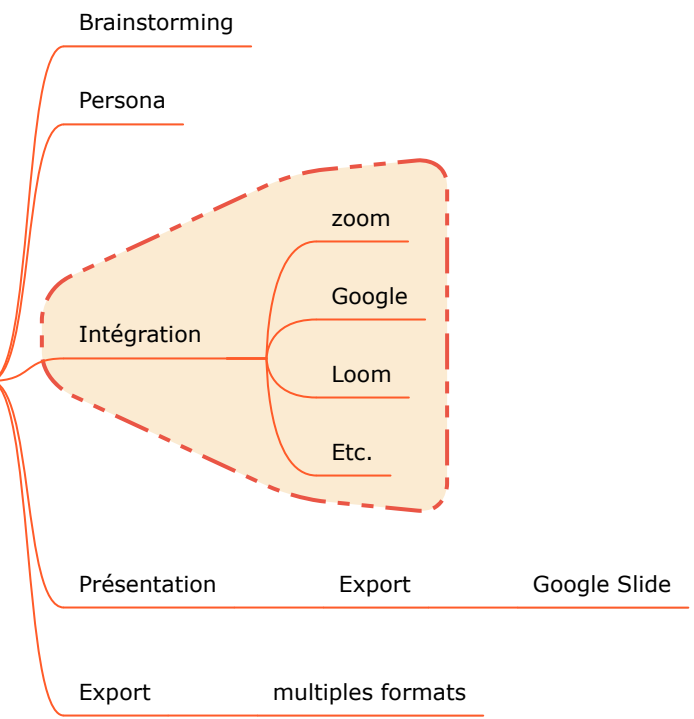 Brainstorming
Persona
Intégration
zoom
Google
Loom
Etc.
Présentation Export Google Slide
Export multiples formats